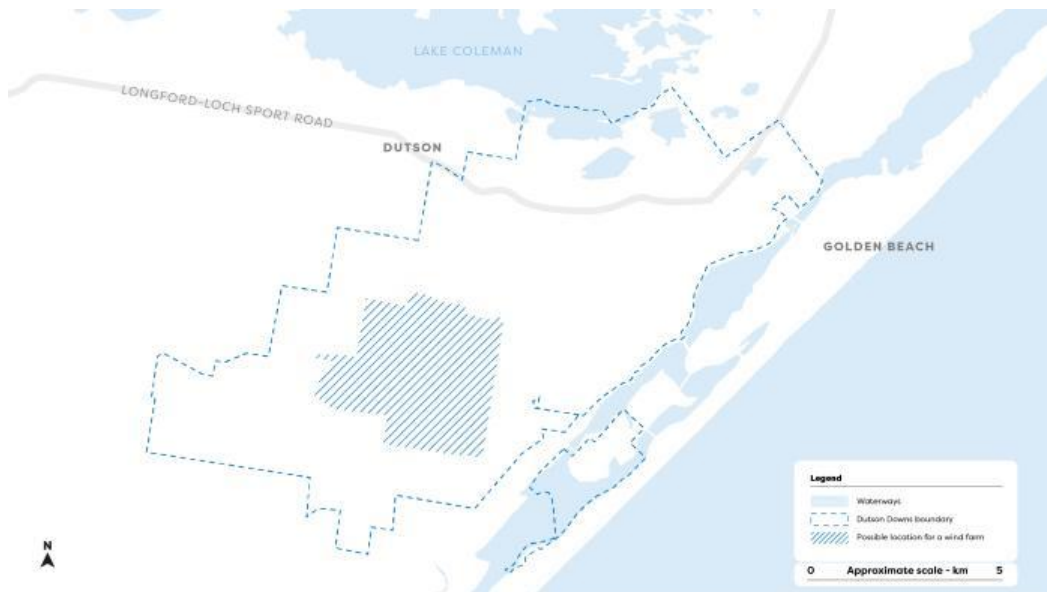 LAKE COLEMAN
LONGFORD-LOCH SPORT ROAD
DUTSON
GOLDEN BEACH
N
Legend
Waterways
Dutson Downs boundary
Possible location for a wind farm
0 Approximate scale - km 5